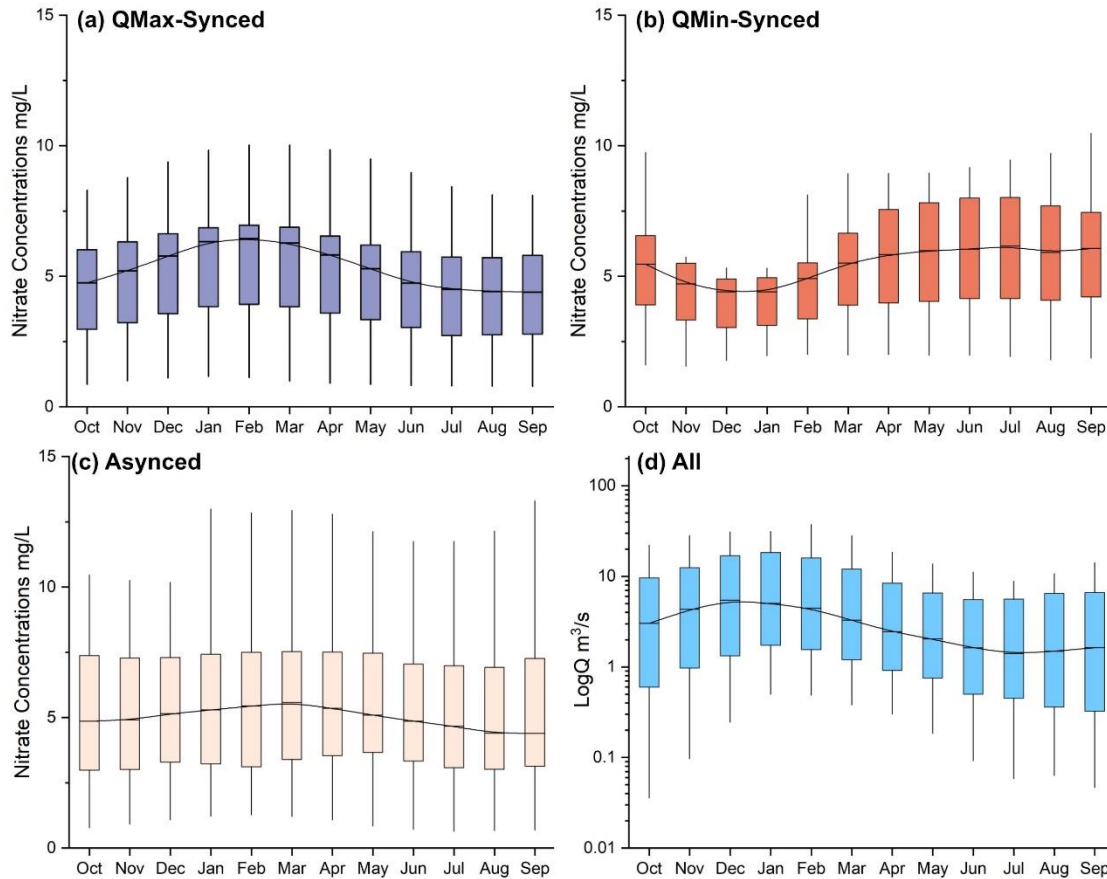 (a) QMax-Synced
Nitrate Concentrations mg/L
15
10
5
0
Oct Nov Dec Jan Feb Mar Apr May Jun Jul Aug Sep
(b) QMin-Synced
Nitrate Concentrations mg/L
15
10
5
0
Oct Nov Dec Jan Feb Mar Apr May Jun Jul Aug Sep
(c) Asynced
Nitrate Concentrations mg/L
15
10
5
0
Oct Nov Dec Jan Feb Mar Apr May Jun Jul Aug Sep
(d) All
LogQ m³/s
100
10
1
0.1
0.01
Oct Nov Dec Jan Feb Mar Apr May Jun Jul Aug Sep